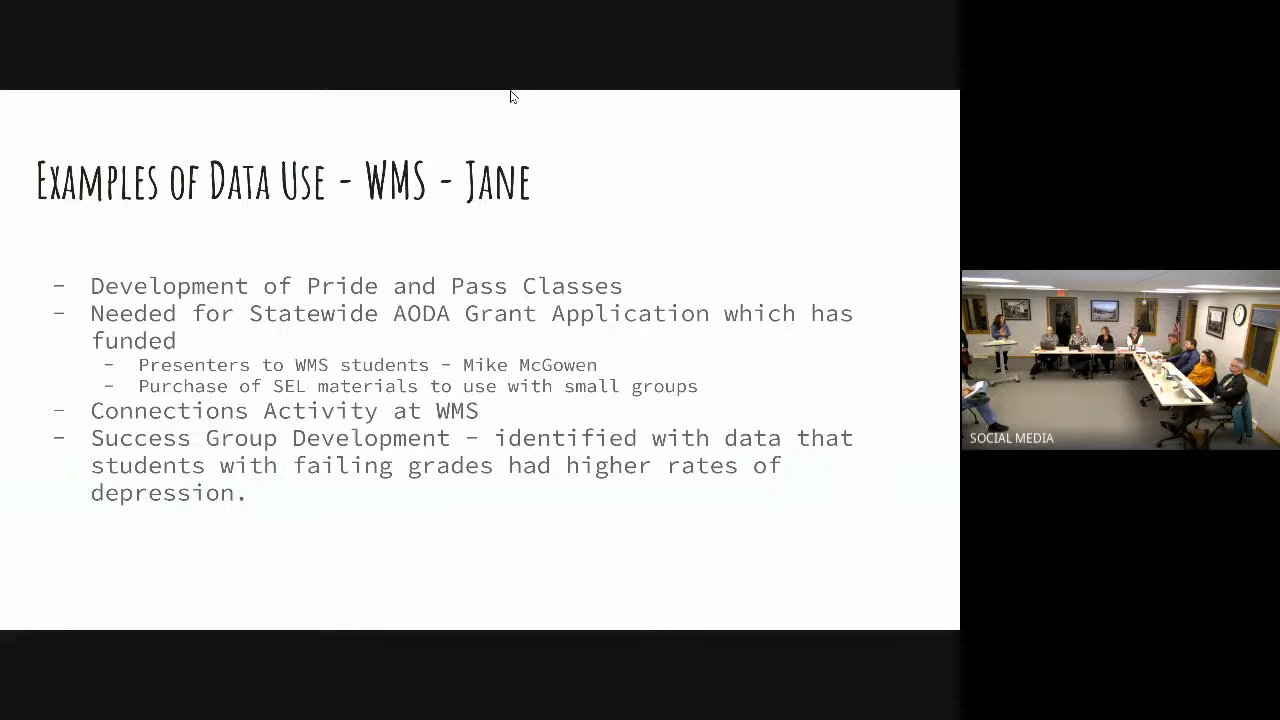 Examples of Data Use - WMS - Jane
- Development of Pride and Pass Classes
- Needed for Statewide AODA Grant Application which has
funded
- Presenters to WMS students - Mike McGowen
- Purchase of SEL materials to use with small groups
- Connections Activity at WMS
- Success Group Development - identified with data that
students with failing grades had higher rates of
depression.
SOCIAL MEDIA